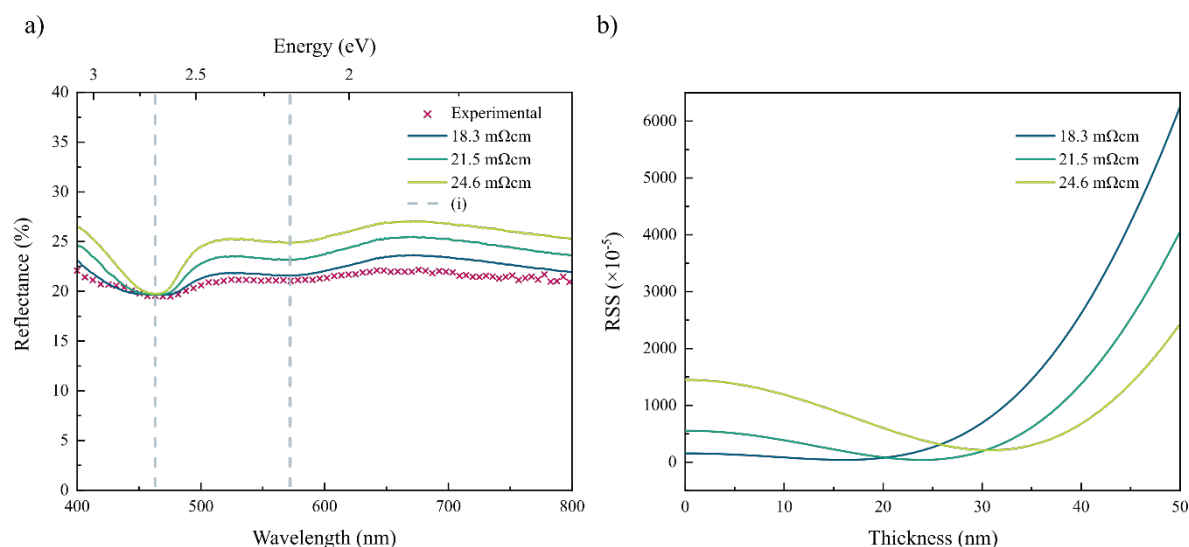 a)
Energy (eV)
3 2.5 2
40
35
30
25
20
15
10
5
0
Reflectance (%)
Experimental
18.3 mΩcm
21.5 mΩcm
24.6 mΩcm
(i)
400 500 600 700 800
Wavelength (nm)
b)
6000
5000
4000
3000
2000
1000
0
RSS (×10⁻⁵)
18.3 mΩcm
21.5 mΩcm
24.6 mΩcm
0 10 20 30 40 50
Thickness (nm)